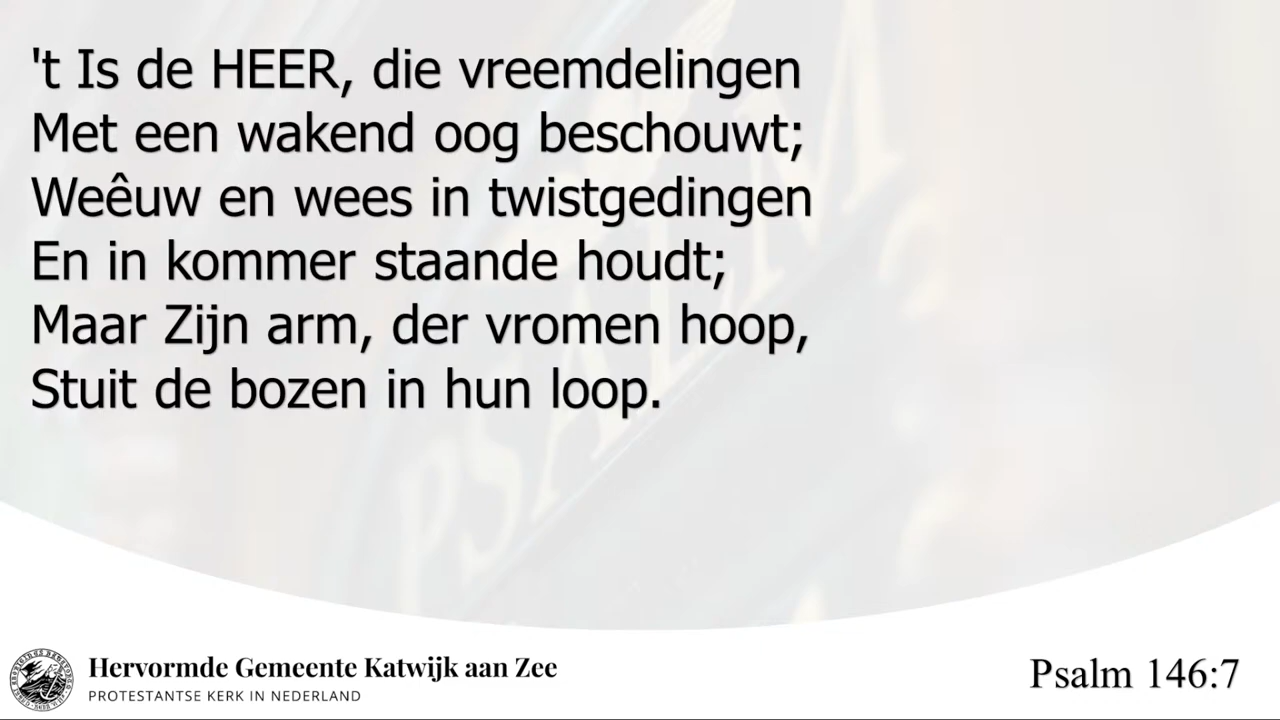 't Is de HEER, die vreemdelingen
Met een wakend oog beschouwt;
Weêuw en wees in twistgedingen
En in kommer staande houdt;
Maar Zijn arm, der vromen hoop,
Stuit de bozen in hun loop.
PSALM
Hervormde Gemeente Katwijk aan Zee
PROTESTANTSE KERK IN NEDERLAND
Psalm 146:7